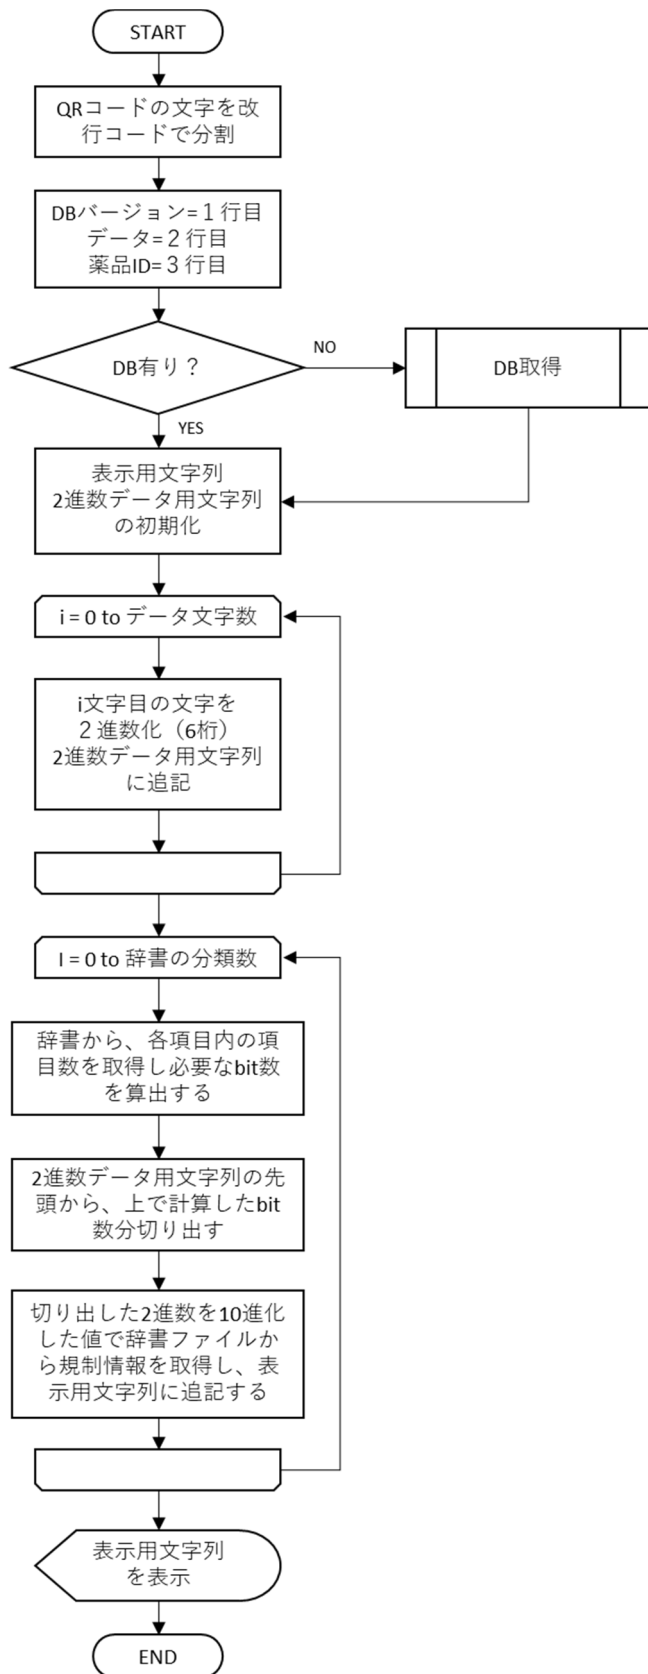 START
QRコードの文字を改
行コードで分割
DBバージョン=１行目
データ=２行目
薬品ID=３行目
DB有り？
NO
DB取得
YES
表示用文字列
2進数データ用文字列
の初期化
i = 0 to データ文字数
i文字目の文字を
２進数化（6桁）
2進数データ用文字列
に追記
I = 0 to 辞書の分類数
辞書から、各項目内の項
目数を取得し必要なbit数
を算出する
2進数データ用文字列の先
頭から、上で計算したbit
数分切り出す
切り出した2進数を10進化
した値で辞書ファイルか
ら規制情報を取得し、表
示用文字列に追記する
表示用文字列
を表示
END